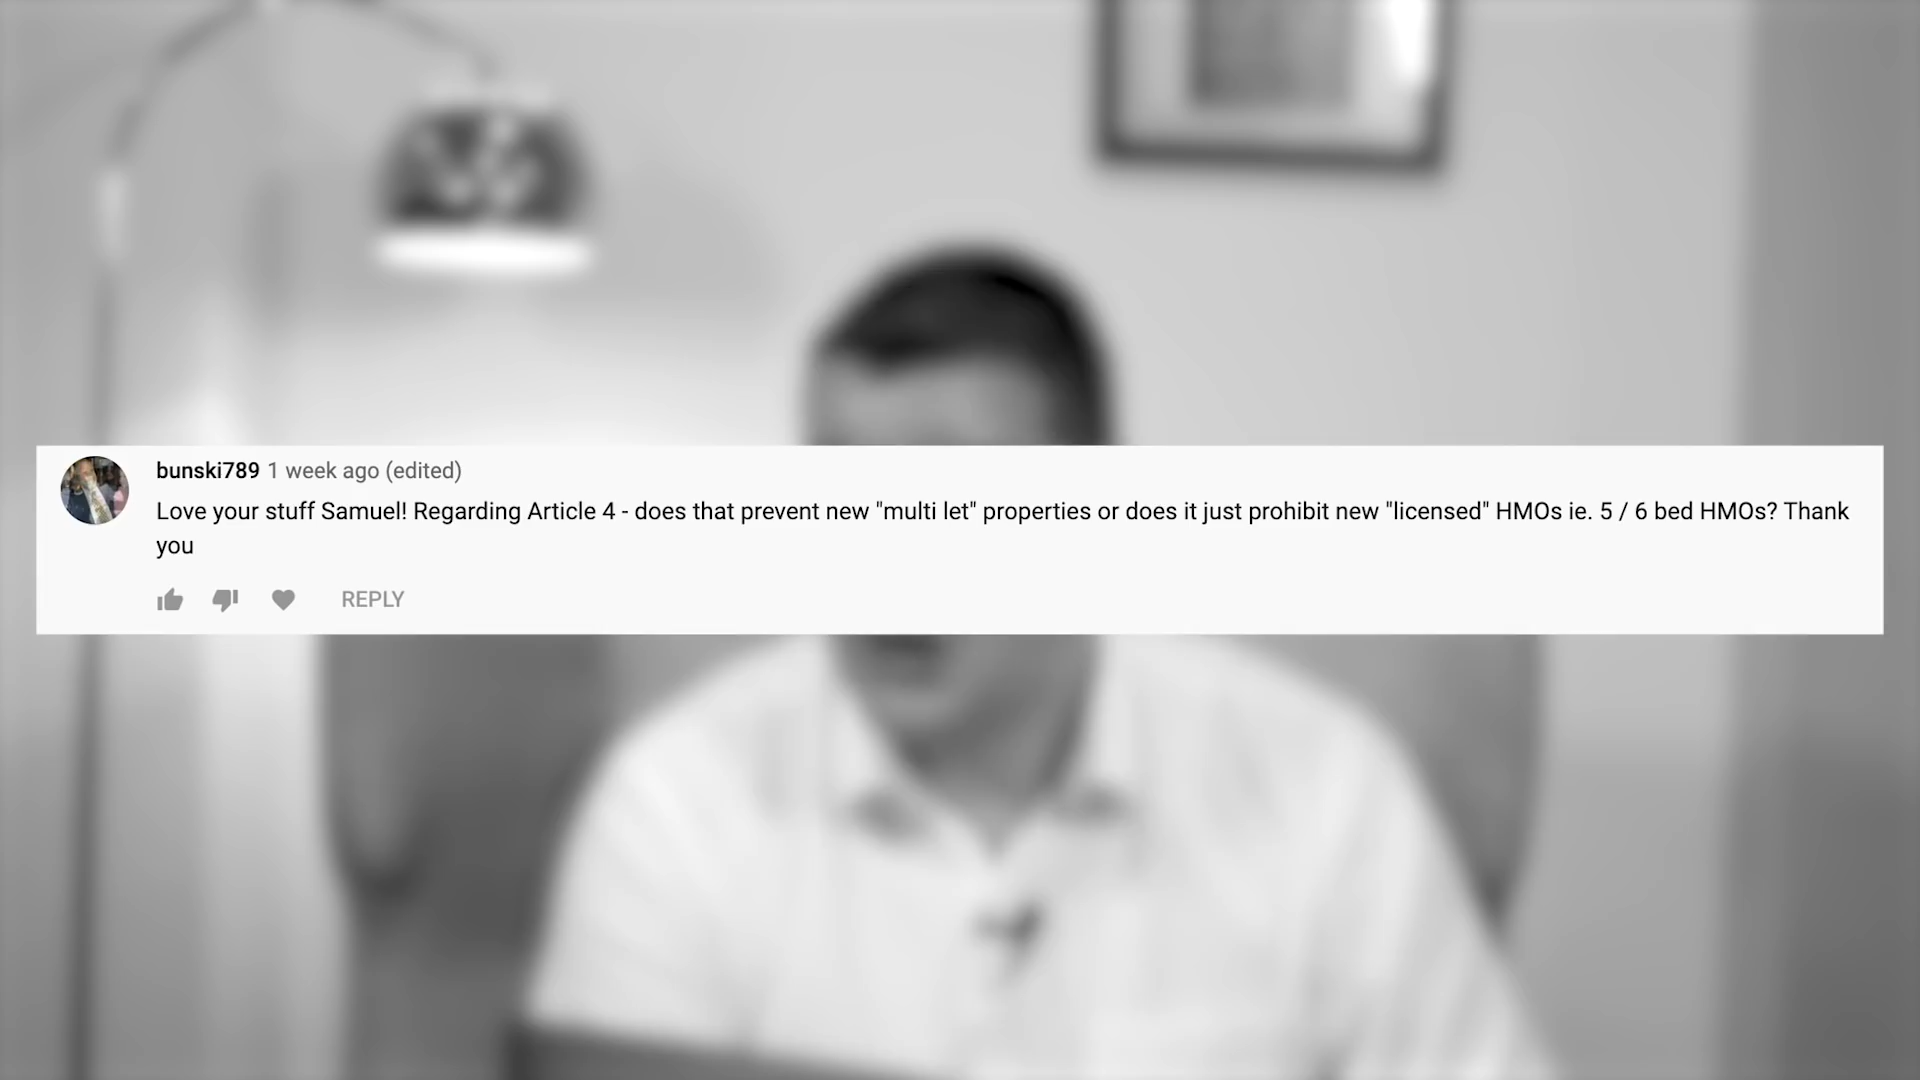 bunski789 1 week ago (edited)
Love your stuff Samuel! Regarding Article 4 - does that prevent new "multi let" properties or does it just prohibit new "licensed" HMOs ie. 5 / 6 bed HMOs? Thank
you
REPLY